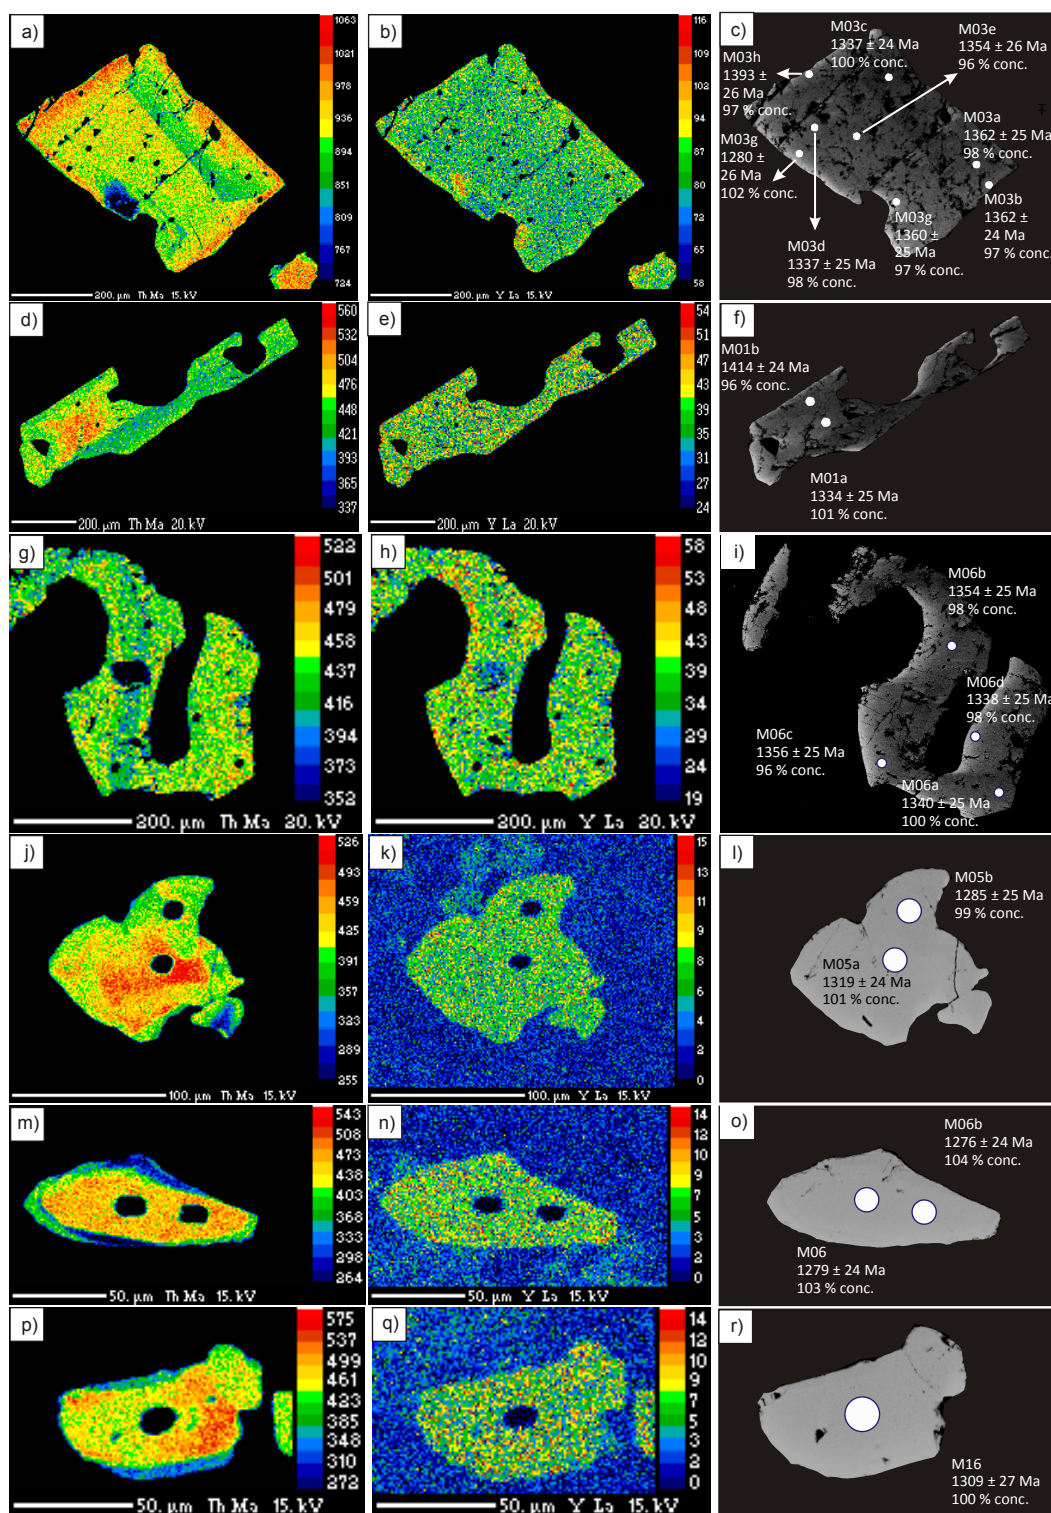 a)
1063
1021
978
936
894
851
809
767
724
200. µm Th Ma 15. kV
b)
116
109
102
94
87
80
72
65
58
200. µm Y La 15. kV
c)
M03c
1337 ± 24 Ma
100 % conc.
M03e
1354 ± 26 Ma
96 % conc.
M03h
1393 ±
26 Ma
97 % conc.
M03a
1362 ± 25 Ma
98 % conc.
M03g
1280 ±
26 Ma
102 % conc.
M03b
1362 ±
24 Ma
97 % conc.
M03d
1337 ± 25 Ma
98 % conc.
M03g
1360 ±
25 Ma
97 % conc.
d)
560
532
504
476
448
421
393
365
337
200. µm Th Ma 20. kV
e)
54
51
47
43
39
35
31
27
24
200. µm Y La 20. kV
f)
M01b
1414 ± 24 Ma
96 % conc.
M01a
1334 ± 25 Ma
101 % conc.
g)
522
501
479
458
437
416
394
373
352
200. µm Th Ma 20. kV
h)
58
53
48
43
39
34
29
24
19
200. µm Y La 20. kV
i)
M06b
1354 ± 25 Ma
98 % conc.
M06d
1338 ± 25 Ma
98 % conc.
M06c
1356 ± 25 Ma
96 % conc.
M06a
1340 ± 25 Ma
100 % conc.
j)
526
493
459
425
391
357
323
289
255
100. µm Th Ma 15. kV
k)
15
13
11
9
8
6
4
2
0
100. µm Y La 15. kV
l)
M05b
1285 ± 25 Ma
99 % conc.
M05a
1319 ± 24 Ma
101 % conc.
m)
543
508
473
438
403
368
333
298
264
50. µm Th Ma 15. kV
n)
14
12
10
9
7
5
3
2
0
50. µm Y La 15. kV
o)
M06b
1276 ± 24 Ma
104 % conc.
M06
1279 ± 24 Ma
103 % conc.
p)
575
537
499
461
423
385
348
310
272
50. µm Th Ma 15. kV
q)
14
12
10
9
7
5
3
2
0
50. µm Y La 15. kV
r)
M16
1309 ± 27 Ma
100 % conc.